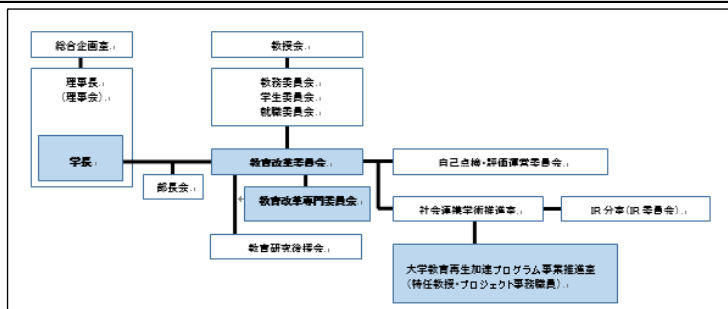 総合企画室
教授会
理事長
(理事会)
教務委員会
学生委員会
就職委員会
学長
教育改革委員会
自己点検・評価運営委員会
部長会
教育改革専門委員会
社会連携学術推進室
IR分室(IR委員会)
教育研究後援会
大学教育再生加速プログラム事業推進室
(特任教授・プロジェクト事務職員)